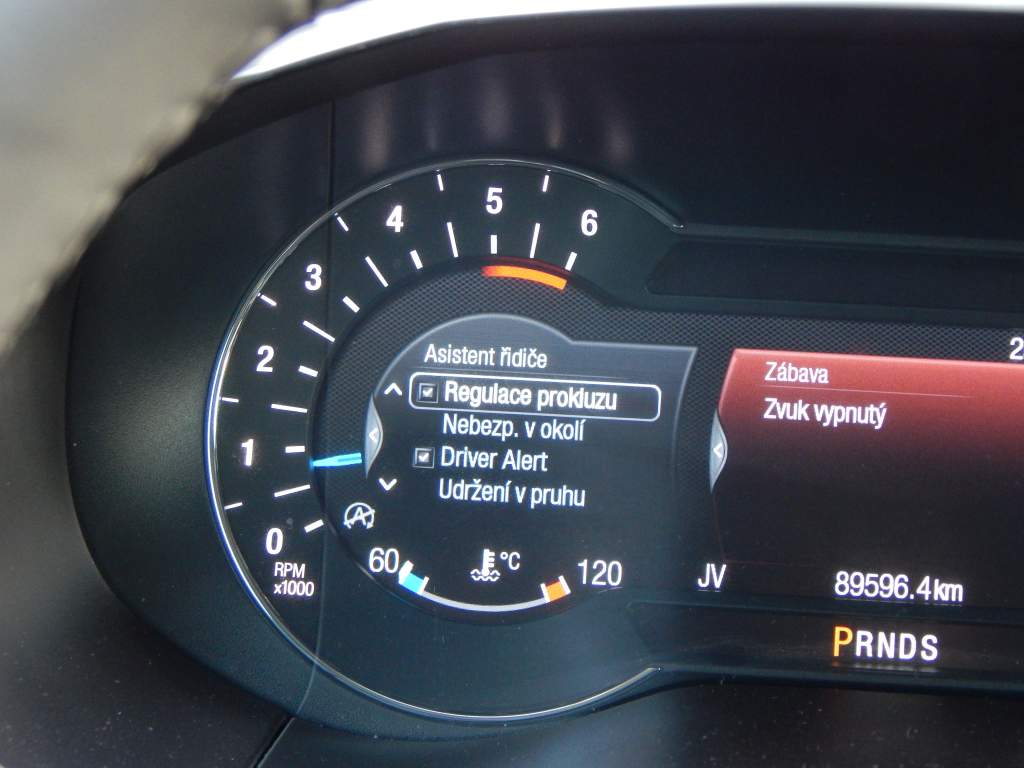 5
4
6
3
2
1
0
RPM
x1000
Asistent řidiče
Regulace prokluzu
Nebezp. v okolí
Driver Alert
Udržení v pruhu
60
°C
120
2
Zábava
Zvuk vypnutý
JV
89596.4km
PRNDS